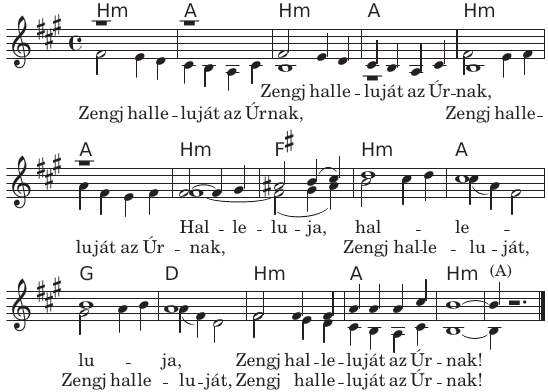 Hm A Hm A Hm
Zengj halle – luját az Úr–nak,
Zengj halle – luját az Úrnak, Zengj halle –
A Hm F# Hm A
Hal – le – lu – ja, hal – le –
luját az Úr – nak, Zengj hal–le – lu – ját,
G D Hm A Hm (A)
lu – ja, Zengj hal–le–luját az Úr–nak!
Zengj halle – lu–ját, Zengj halle–luját az Úr–nak!